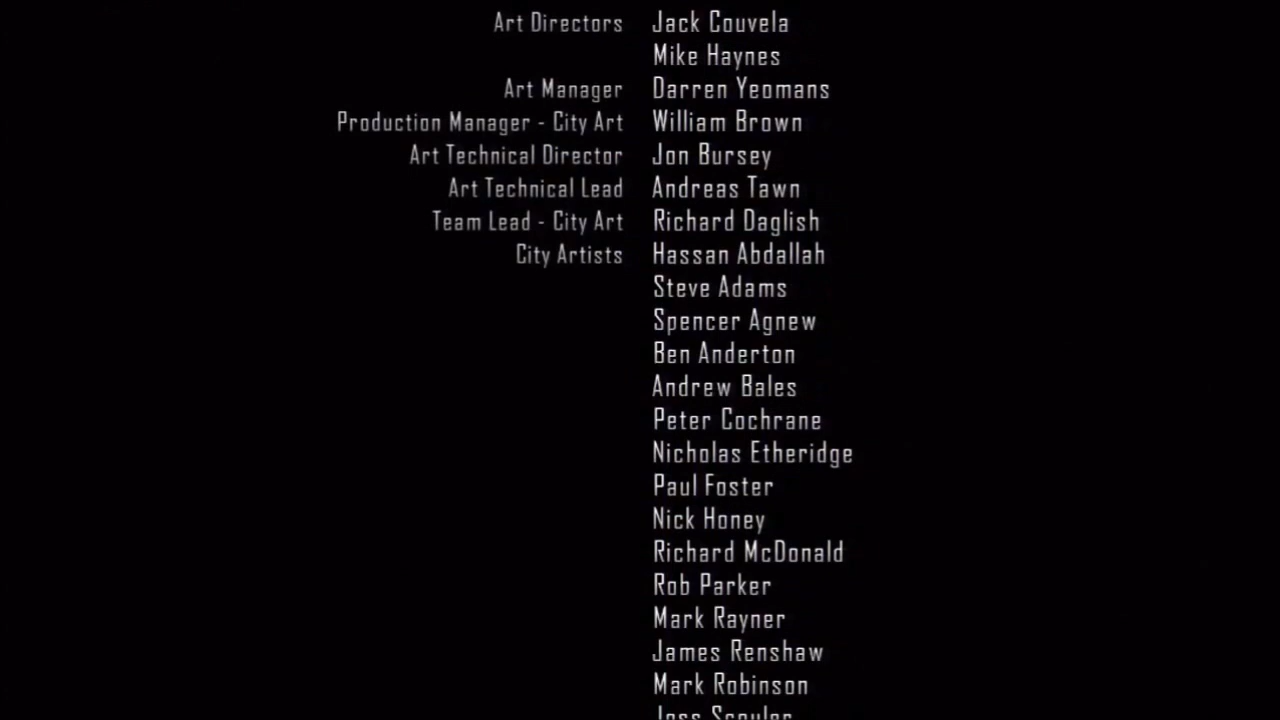 Art Directors Jack Couvela
Mike Haynes
Art Manager Darren Yeomans
Production Manager - City Art William Brown
Art Technical Director Jon Bursey
Art Technical Lead Andreas Tawn
Team Lead - City Art Richard Daglish
City Artists Hassan Abdallah
Steve Adams
Spencer Agnew
Ben Anderton
Andrew Bales
Peter Cochrane
Nicholas Etheridge
Paul Foster
Nick Honey
Richard McDonald
Rob Parker
Mark Rayner
James Renshaw
Mark Robinson